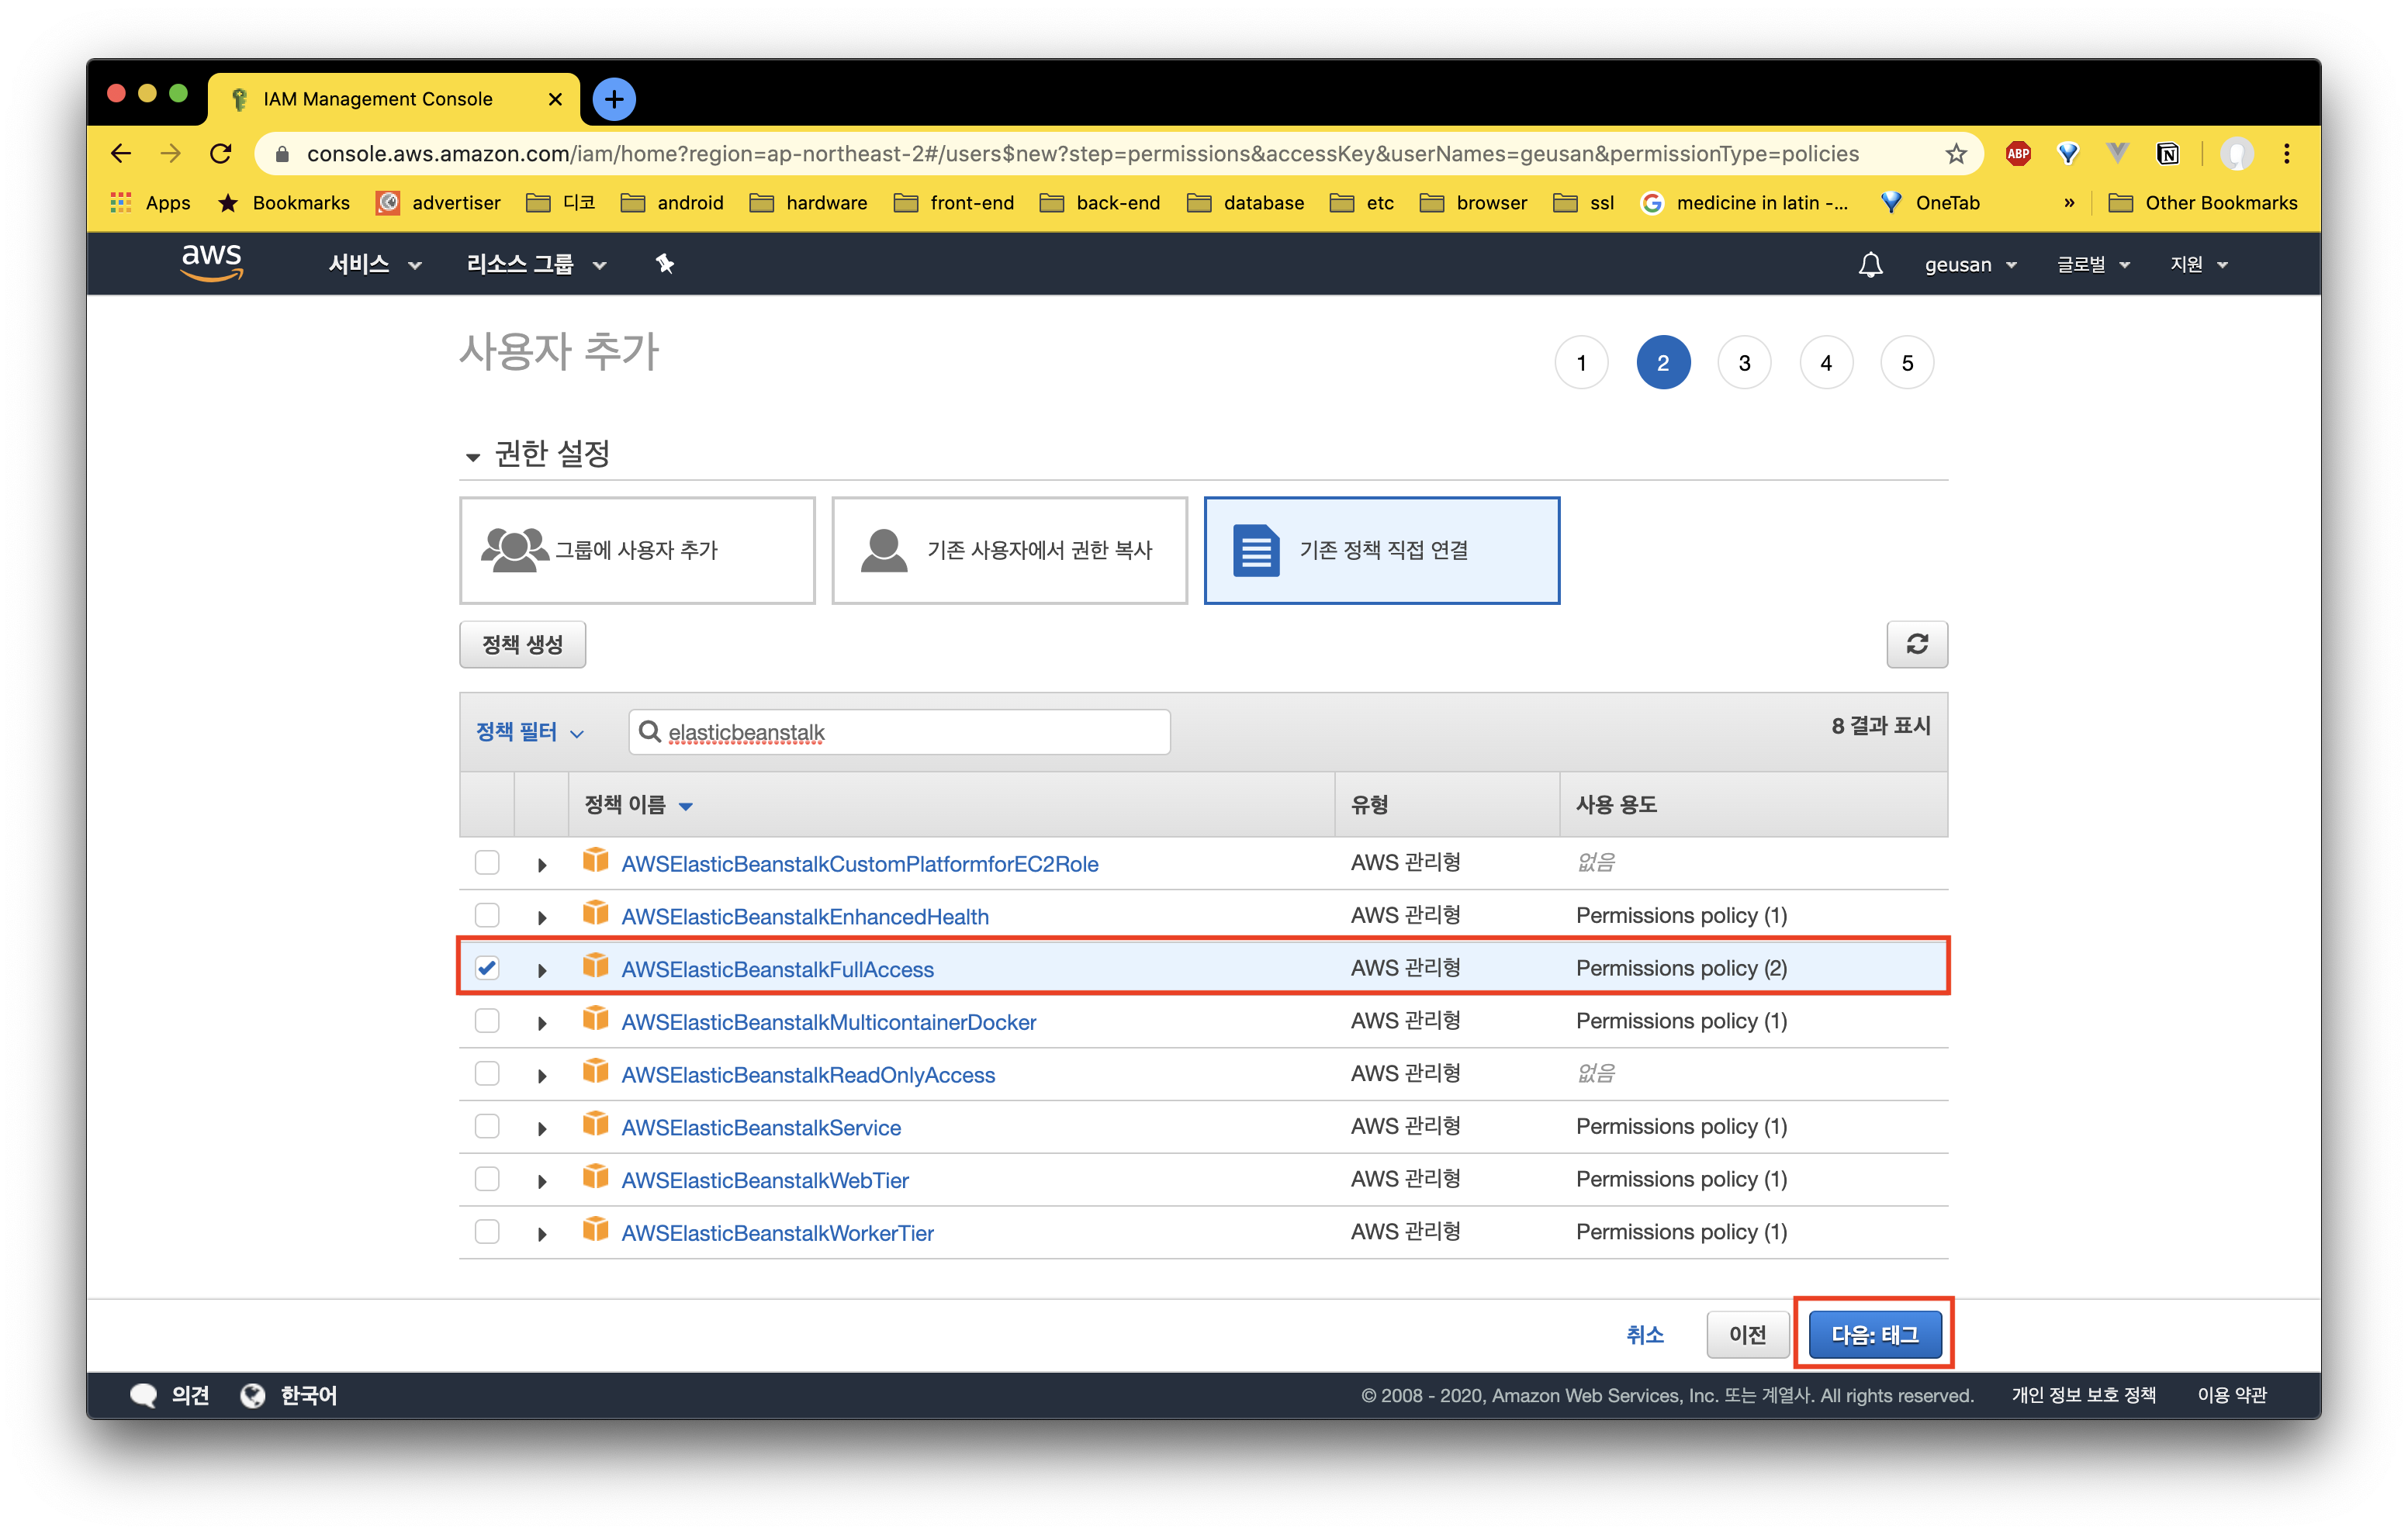 IAM Management Console
console.aws.amazon.com/iam/home?region=ap-northeast-2#/users$new?step=permissions&accessKey&userNames=geusan&permissionType=policies
ABP
N
Apps Bookmarks advertiser 디코 android hardware front-end back-end database etc browser ssl medicine in latin -... OneTab » Other Bookmarks
aws 서비스 리소스 그룹 geusan 글로벌 지원
사용자 추가
1 2 3 4 5
권한 설정
그룹에 사용자 추가 기존 사용자에서 권한 복사 기존 정책 직접 연결
정책 생성
정책 필터 elasticbeanstalk 8 결과 표시
정책 이름 유형 사용 용도
AWSElasticBeanstalkCustomPlatformforEC2Role AWS 관리형 없음
AWSElasticBeanstalkEnhancedHealth AWS 관리형 Permissions policy (1)
AWSElasticBeanstalkFullAccess AWS 관리형 Permissions policy (2)
AWSElasticBeanstalkMulticontainerDocker AWS 관리형 Permissions policy (1)
AWSElasticBeanstalkReadOnlyAccess AWS 관리형 없음
AWSElasticBeanstalkService AWS 관리형 Permissions policy (1)
AWSElasticBeanstalkWebTier AWS 관리형 Permissions policy (1)
AWSElasticBeanstalkWorkerTier AWS 관리형 Permissions policy (1)
취소 이전 다음: 태그
의견 한국어 © 2008 - 2020, Amazon Web Services, Inc. 또는 계열사. All rights reserved. 개인 정보 보호 정책 이용 약관